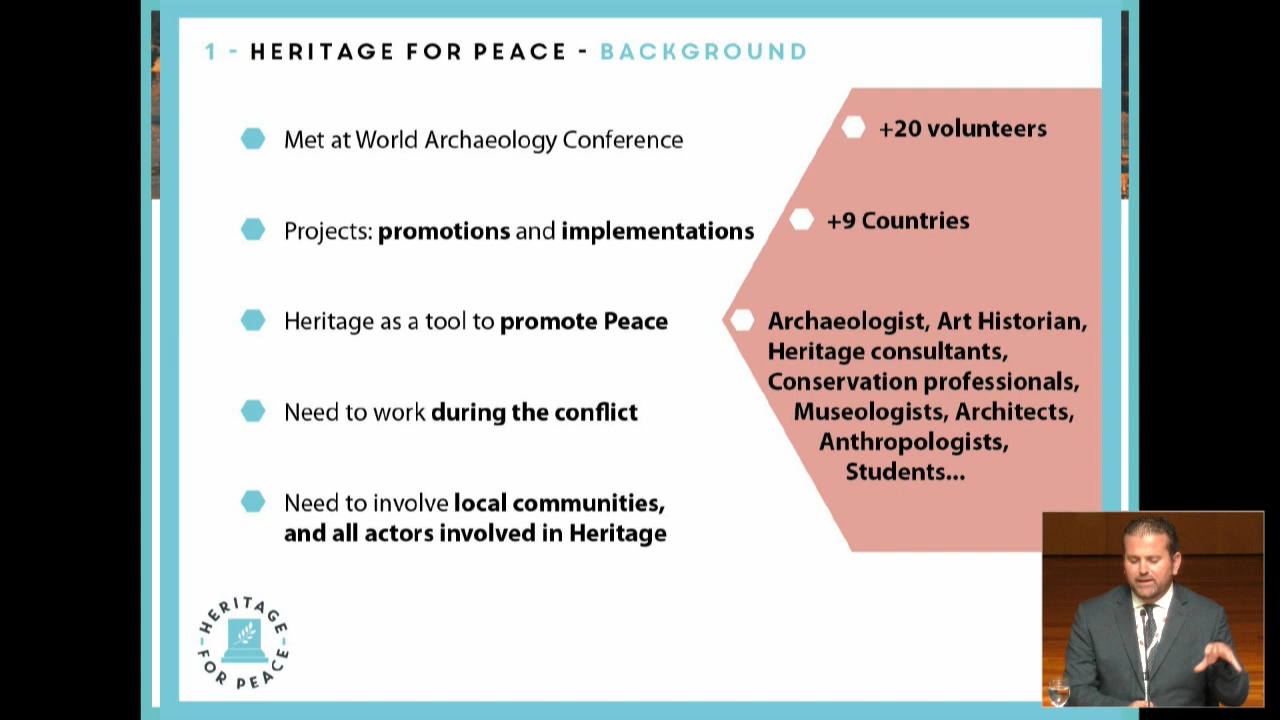 1 - HERITAGE FOR PEACE - BACKGROUND
Met at World Archaeology Conference
Projects: promotions and implementations
Heritage as a tool to promote Peace
Need to work during the conflict
Need to involve local communities,
and all actors involved in Heritage
+20 volunteers
+9 Countries
Archaeologist, Art Historian,
Heritage consultants,
Conservation professionals,
Museologists, Architects,
Anthropologists,
Students...
HERITAGE
FOR PEACE